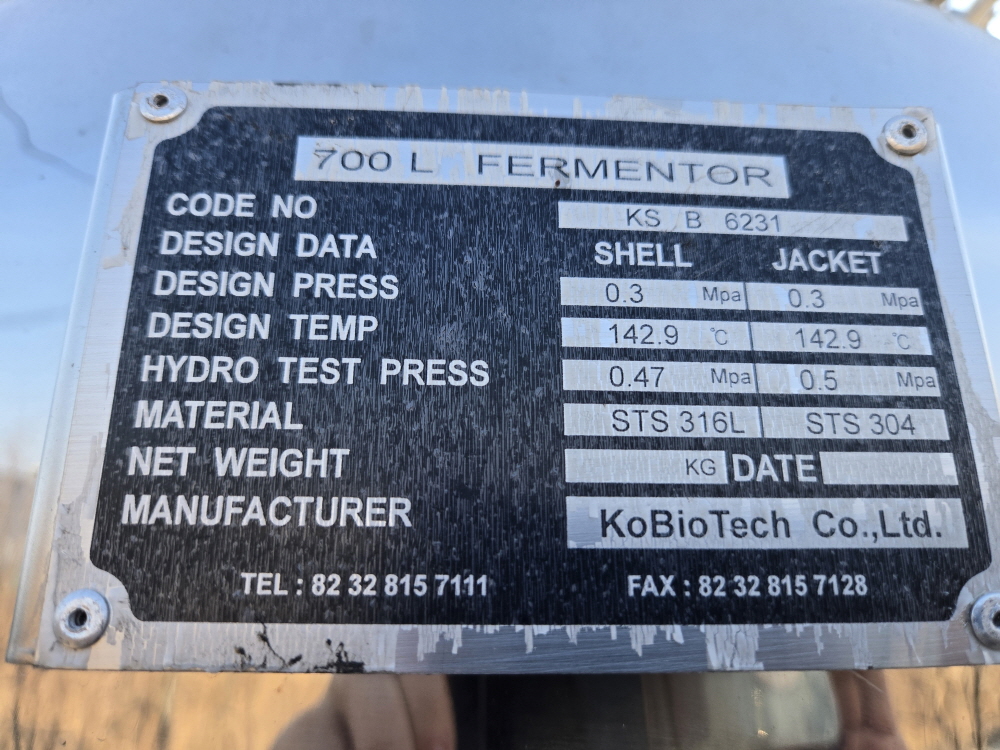 700 L FERMENTOR
CODE NO KS B 6231
DESIGN DATA SHELL JACKET
DESIGN PRESS 0.3 Mpa 0.3 Mpa
DESIGN TEMP 142.9 ℃ 142.9 ℃
HYDRO TEST PRESS 0.47 Mpa 0.5 Mpa
MATERIAL STS 316L STS 304
NET WEIGHT KG DATE
MANUFACTURER KoBioTech Co.,Ltd.
TEL : 82 32 815 7111 FAX : 82 32 815 7128